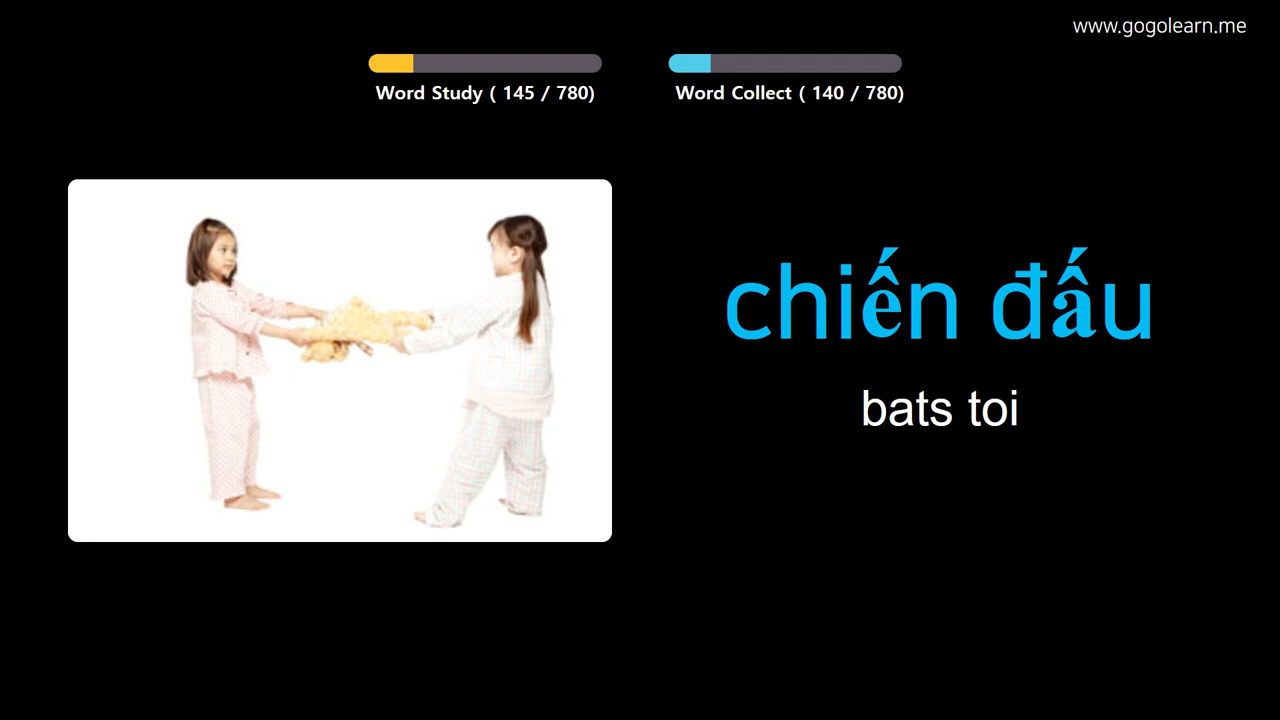 www.gogolearn.me
Word Study ( 145 / 780)
Word Collect ( 140 / 780)
chiến đấu
bats toi